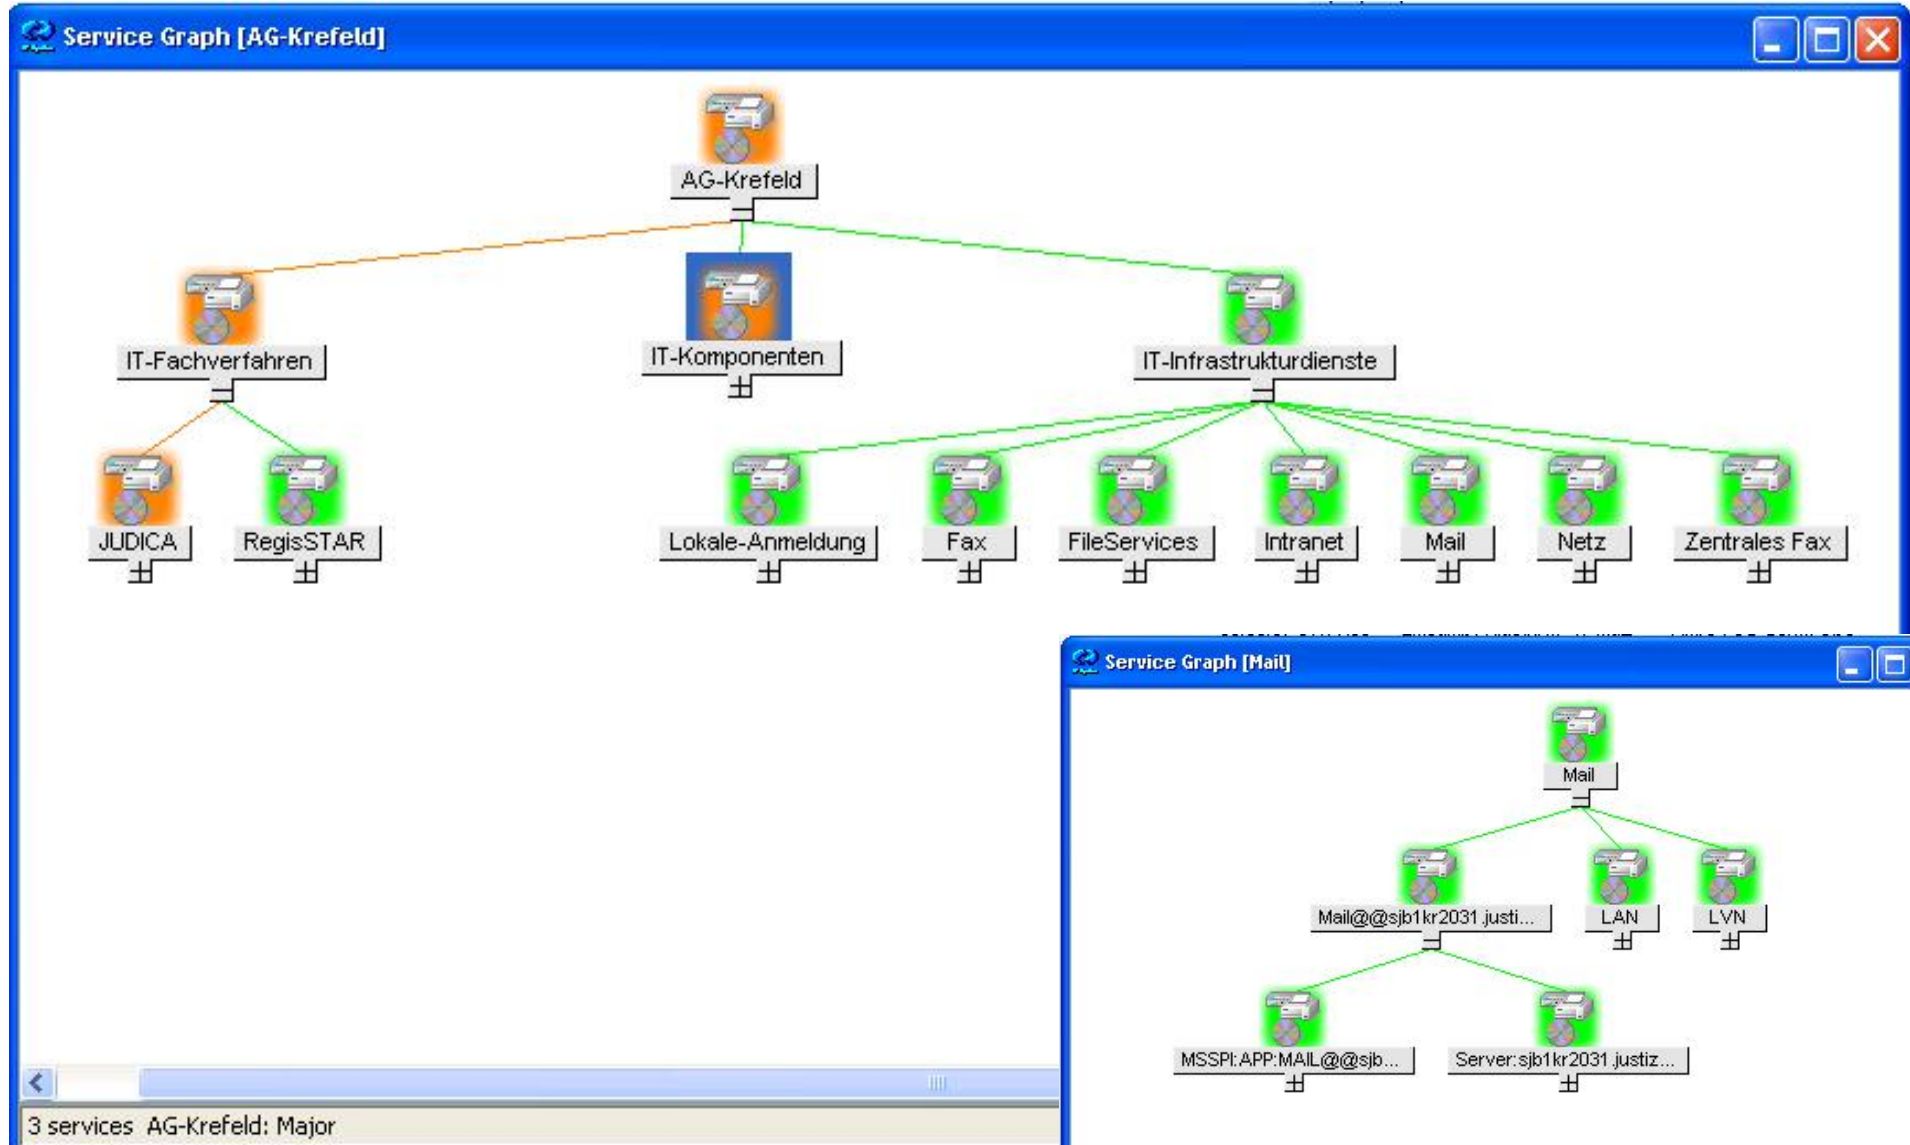 Service Graph [AG-Krefeld]
AG-Krefeld
IT-Fachverfahren
IT-Komponenten
IT-Infrastrukturdienste
JUDICA
RegisSTAR
Lokale-Anmeldung
Fax
FileServices
Intranet
Mail
Netz
Zentrales Fax
Service Graph [Mail]
Mail
Mail@@sjb1kr2031.justi...
LAN
LVN
MSSPI:APP:MAIL@@sjb...
Server:sjb1kr2031.justiz...
3 services AG-Krefeld: Major